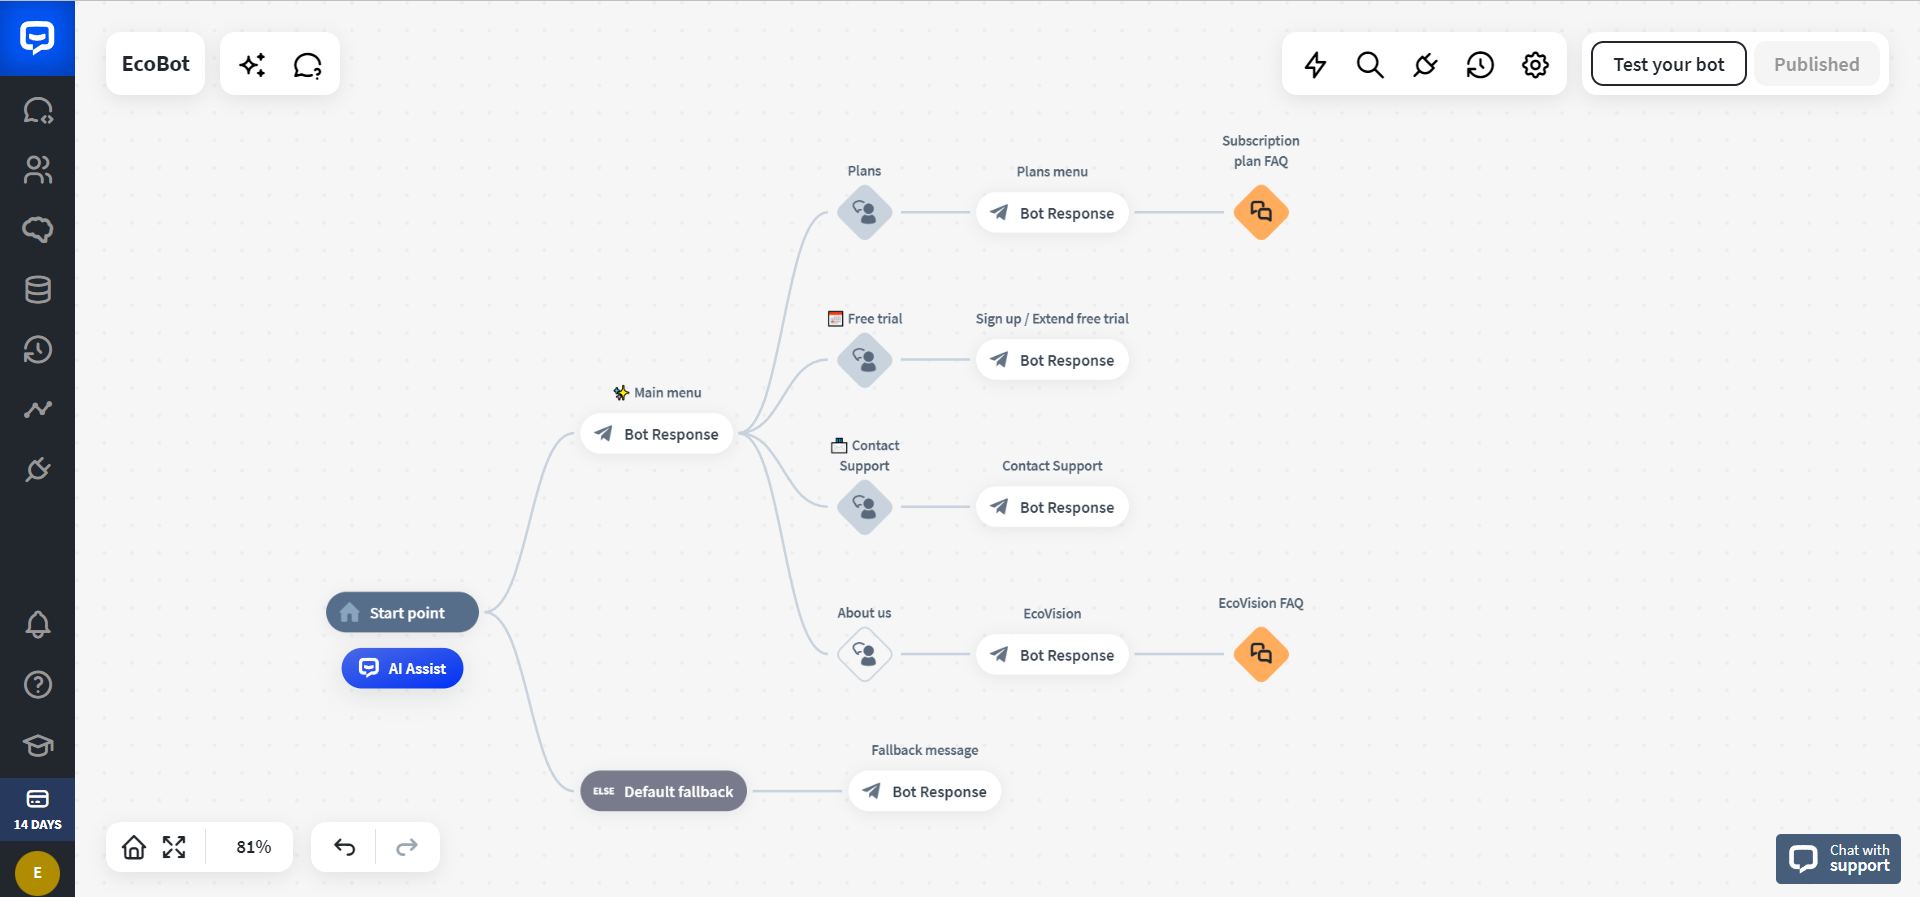 EcoBot
Test your bot
Published
Subscription
plan FAQ
Plans
Plans menu
Bot Response
Free trial
Sign up / Extend free trial
Bot Response
Main menu
Bot Response
Contact
Support
Contact Support
Bot Response
About us
EcoVision
EcoVision FAQ
Bot Response
Start point
AI Assist
Fallback message
ELSE Default fallback
Bot Response
14 DAYS
E
81%
Chat with
support